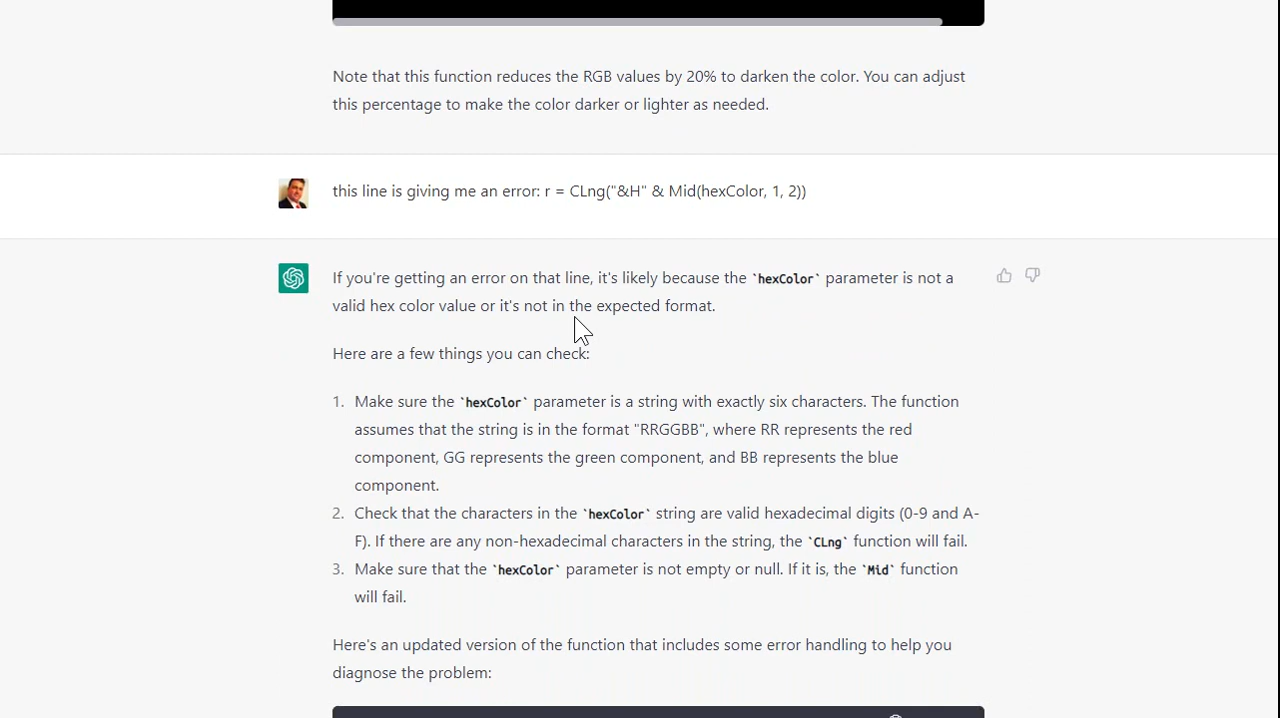 Note that this function reduces the RGB values by 20% to darken the color. You can adjust
this percentage to make the color darker or lighter as needed.
this line is giving me an error: r = CLng("&H" & Mid(hexColor, 1, 2))
If you're getting an error on that line, it's likely because the `hexColor` parameter is not a
valid hex color value or it's not in the expected format.
Here are a few things you can check:
1. Make sure the `hexColor` parameter is a string with exactly six characters. The function
assumes that the string is in the format "RRGGBB", where RR represents the red
component, GG represents the green component, and BB represents the blue
component.
2. Check that the characters in the `hexColor` string are valid hexadecimal digits (0-9 and A-
F). If there are any non-hexadecimal characters in the string, the `CLng` function will fail.
3. Make sure that the `hexColor` parameter is not empty or null. If it is, the `Mid` function
will fail.
Here's an updated version of the function that includes some error handling to help you
diagnose the problem: